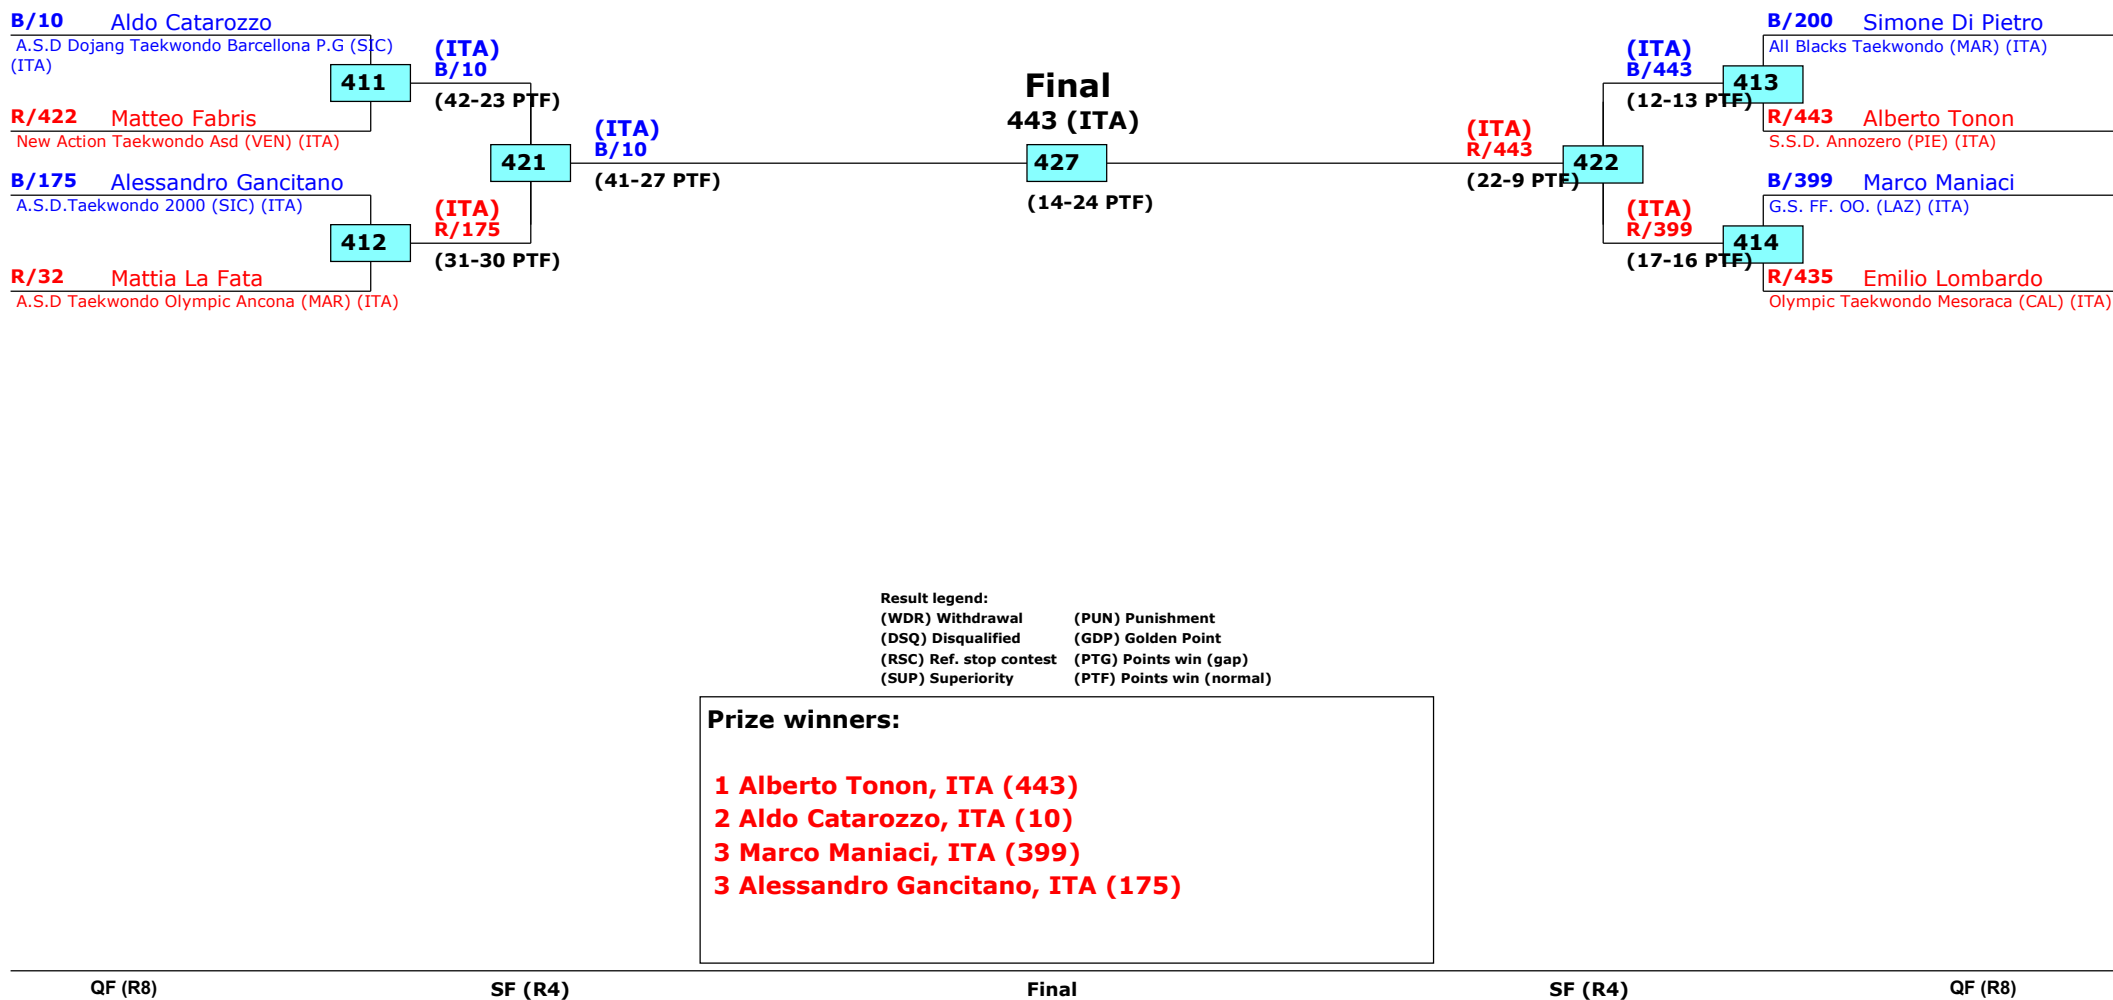 B/10 Aldo Catarozzo
A.S.D Dojang Taekwondo Barcellona P.G (SIC)
(ITA)
411
R/422 Matteo Fabris
New Action Taekwondo Asd (VEN) (ITA)
B/175 Alessandro Gancitano
A.S.D.Taekwondo 2000 (SIC) (ITA)
412
R/32 Mattia La Fata
A.S.D Taekwondo Olympic Ancona (MAR) (ITA)
(ITA)
B/10
(42-23 PTF)
421
(ITA)
R/175
(31-30 PTF)
(ITA)
B/10
(41-27 PTF)
Final
443 (ITA)
427
(14-24 PTF)
(ITA)
R/443
(22-9 PTF)
422
(ITA)
B/443
(12-13 PTF)
(ITA)
R/399
(17-16 PTF)
B/200 Simone Di Pietro
All Blacks Taekwondo (MAR) (ITA)
413
R/443 Alberto Tonon
S.S.D. Annozero (PIE) (ITA)
B/399 Marco Maniaci
G.S. FF. OO. (LAZ) (ITA)
414
R/435 Emilio Lombardo
Olympic Taekwondo Mesoraca (CAL) (ITA)
Result legend:
(WDR) Withdrawal (PUN) Punishment
(DSQ) Disqualified (GDP) Golden Point
(RSC) Ref. stop contest (PTG) Points win (gap)
(SUP) Superiority (PTF) Points win (normal)
Prize winners:
1 Alberto Tonon, ITA (443)
2 Aldo Catarozzo, ITA (10)
3 Marco Maniaci, ITA (399)
3 Alessandro Gancitano, ITA (175)
QF (R8) SF (R4) Final SF (R4) QF (R8)